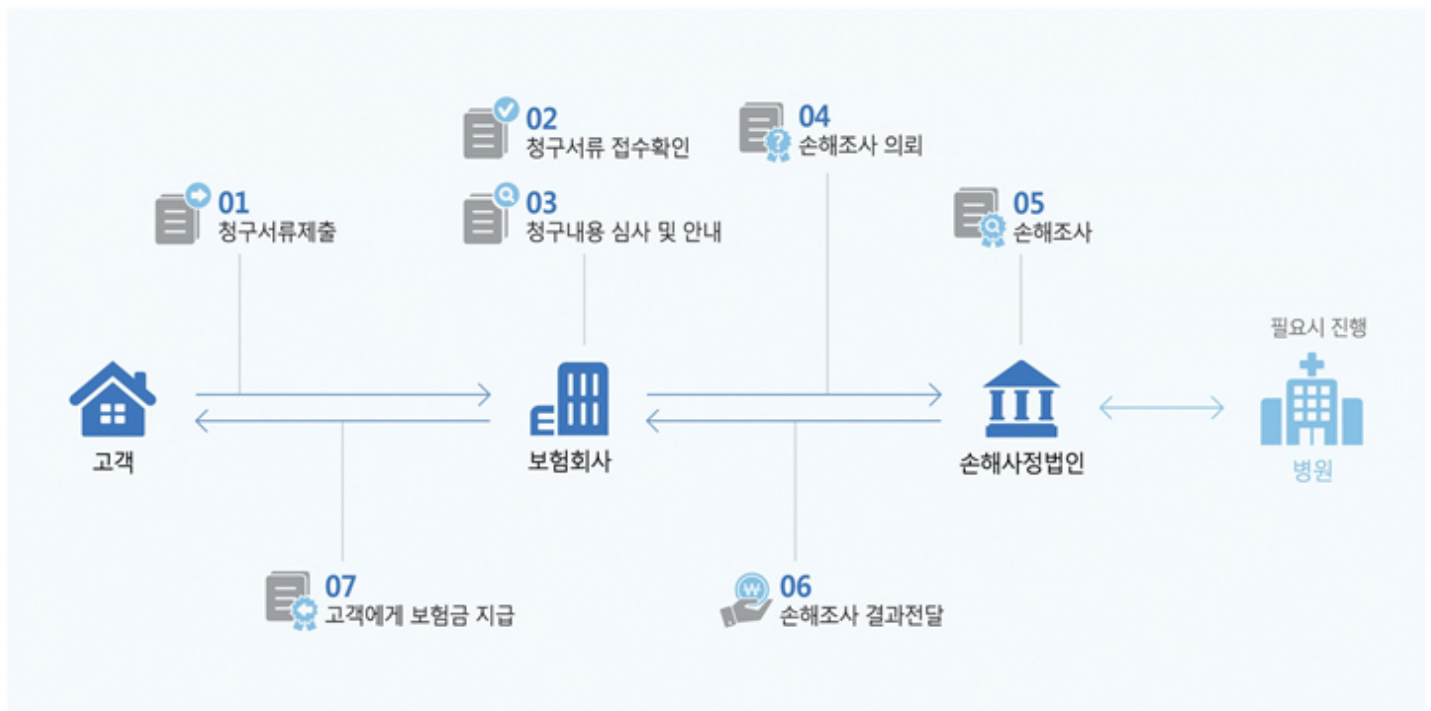 02
청구서류 접수확인
04
손해조사 의뢰
01
청구서류제출
03
청구내용 심사 및 안내
05
손해조사
필요시 진행
?
고객
보험회사
손해사정법인
병원
07
고객에게 보험금 지급
₩
06
손해조사 결과전달